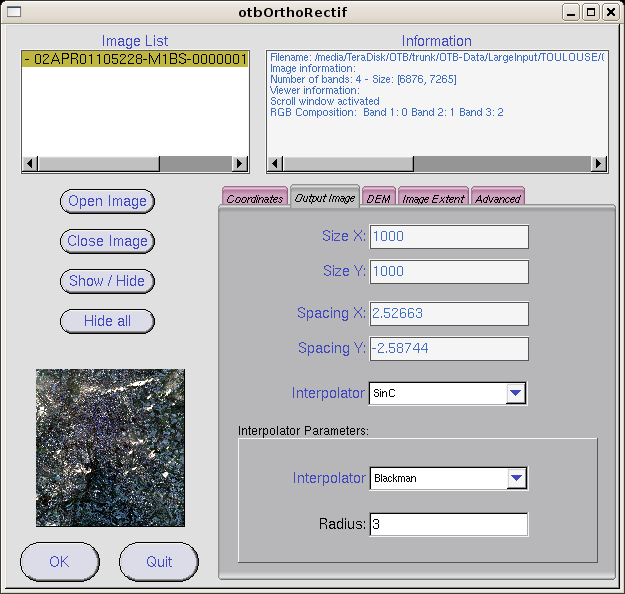 otbOrthoRectif
Image List
Information
- 02APR01105228-M1BS-0000001
Filename: /media/TeraDisk/OTB/trunk/OTB-Data/LargeInput/TOULOUSE/
Image information:
Number of bands: 4 - Size: [6876, 7265]
Viewer information:
Scroll window activated
RGB Composition: Band 1: 0 Band 2: 1 Band 3: 2
Open Image
Close Image
Show / Hide
Hide all
Coordinates
Output Image
DEM
Image Extent
Advanced
Size X: 1000
Size Y: 1000
Spacing X: 2.52663
Spacing Y: -2.58744
Interpolator SinC
Interpolator Parameters:
Interpolator Blackman
Radius: 3
OK
Quit